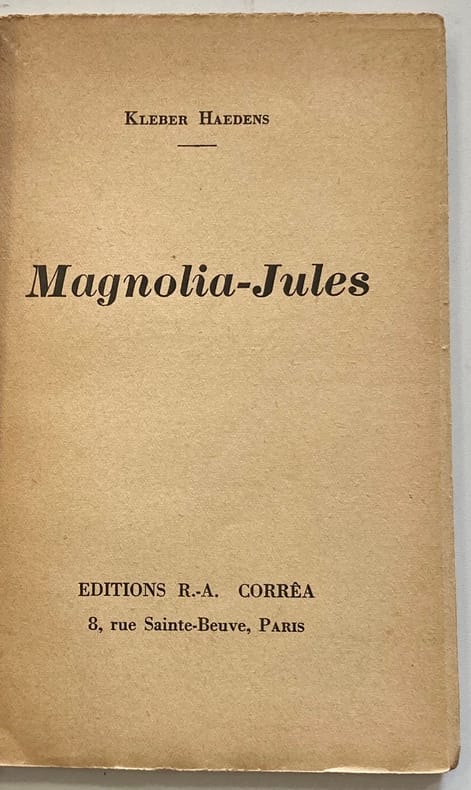 Kleber Haedens
Magnolia-Jules
EDITIONS R.-A. CORRÊA
8, rue Sainte-Beuve, Paris